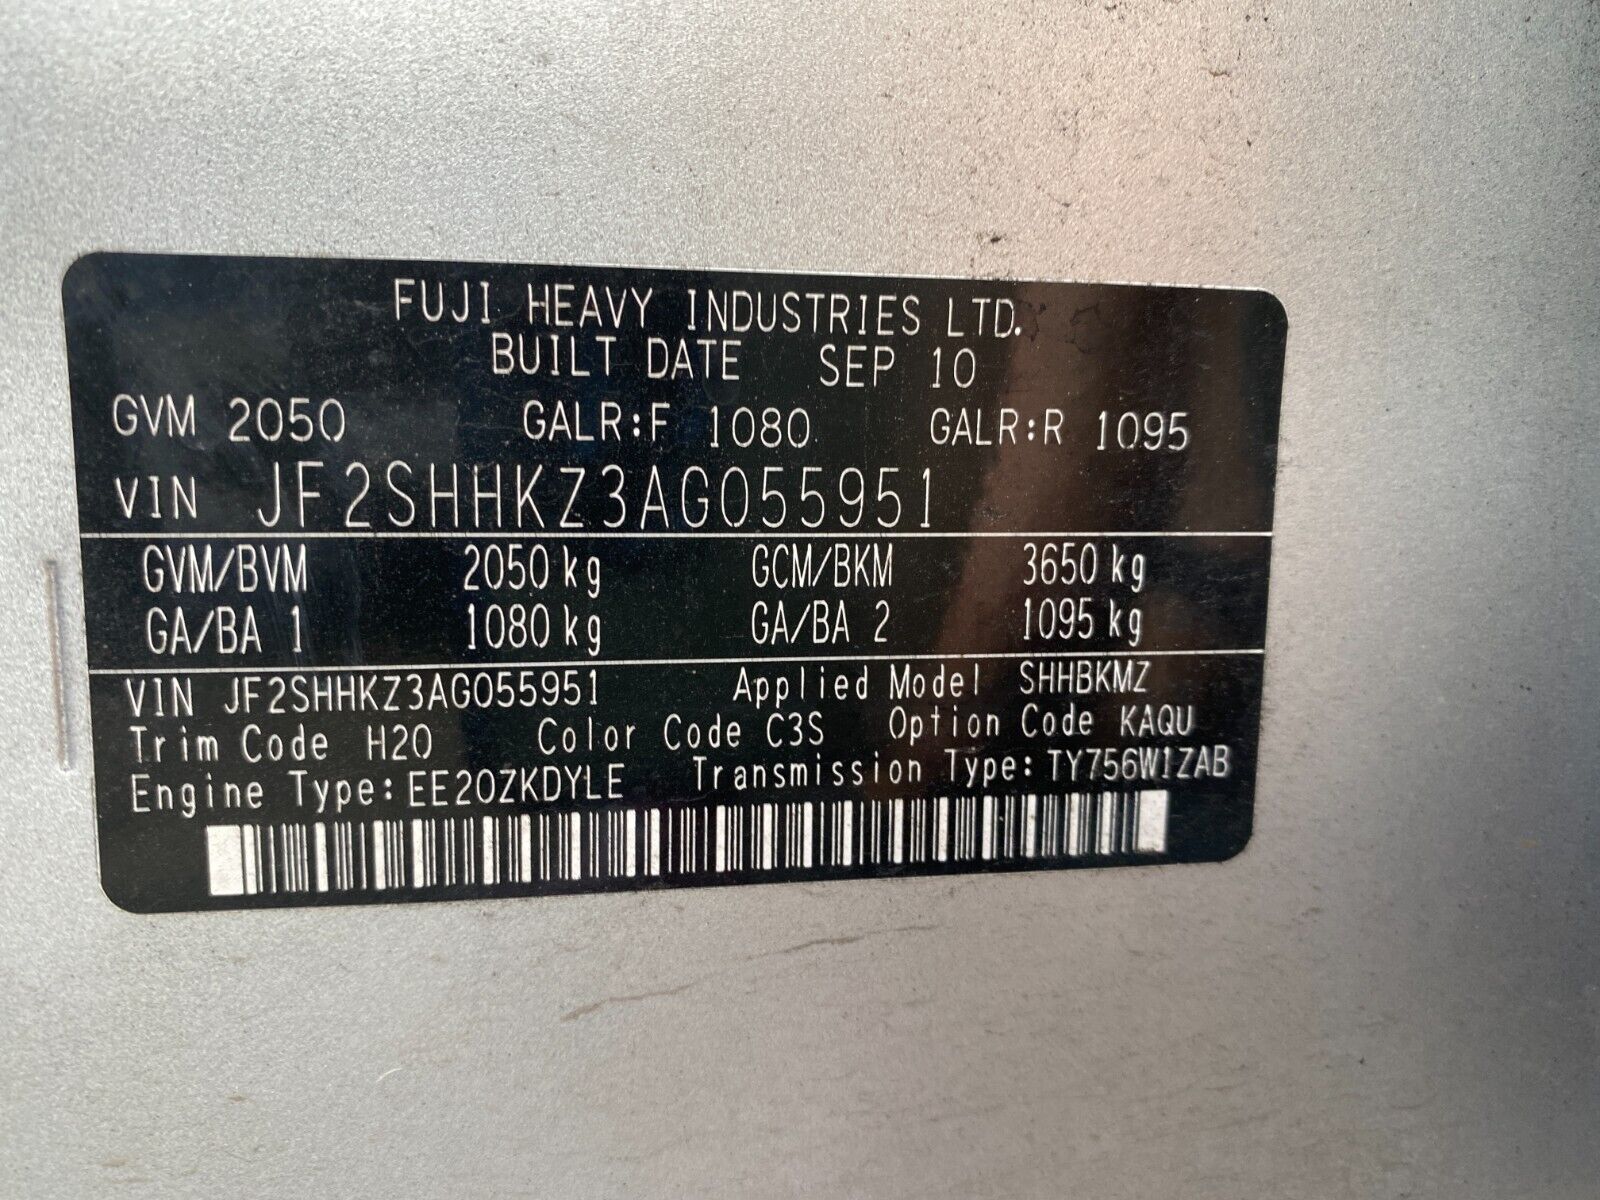 FUJI HEAVY INDUSTRIES LTD.
BUILT DATE SEP 10
GVM 2050 GALR:F 1080 GALR:R 1095
VIN JF2SHHKZ3AG055951
GVM/BVM 2050 kg GCM/BKM 3650 kg
GA/BA 1 1080 kg GA/BA 2 1095 kg
VIN JF2SHHKZ3AG055951 Applied Model SHHBKMZ
Trim Code H20 Color Code C3S Option Code KAQU
Engine Type: EE20ZKDYLE Transmission Type: TY756W1ZAB